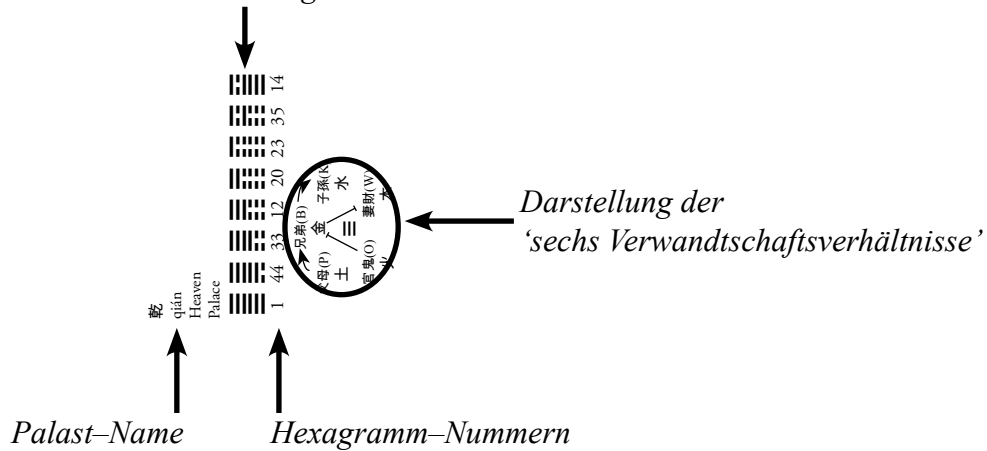 14
35
23
20
12
33
44
1
兄弟(B)
子孫(K
金
水
父母(P)
妻財(W)
土
木
官鬼(O)
火
乾
qián
Heaven
Palace
Darstellung der
‘sechs Verwandtschaftsverhältnisse’
Palast–Name
Hexagramm–Nummern